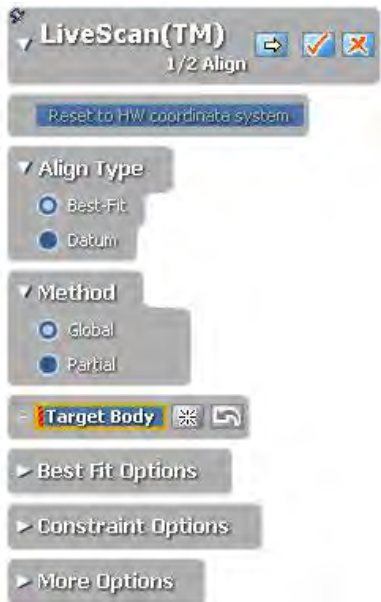 LiveScan(TM)
1/2 Align
Reset to HW coordinata system
Align Type
Best-Fit
Datum
Method
Global
Partial
Target Body
Best Fit Options
Constraint Options
More Options